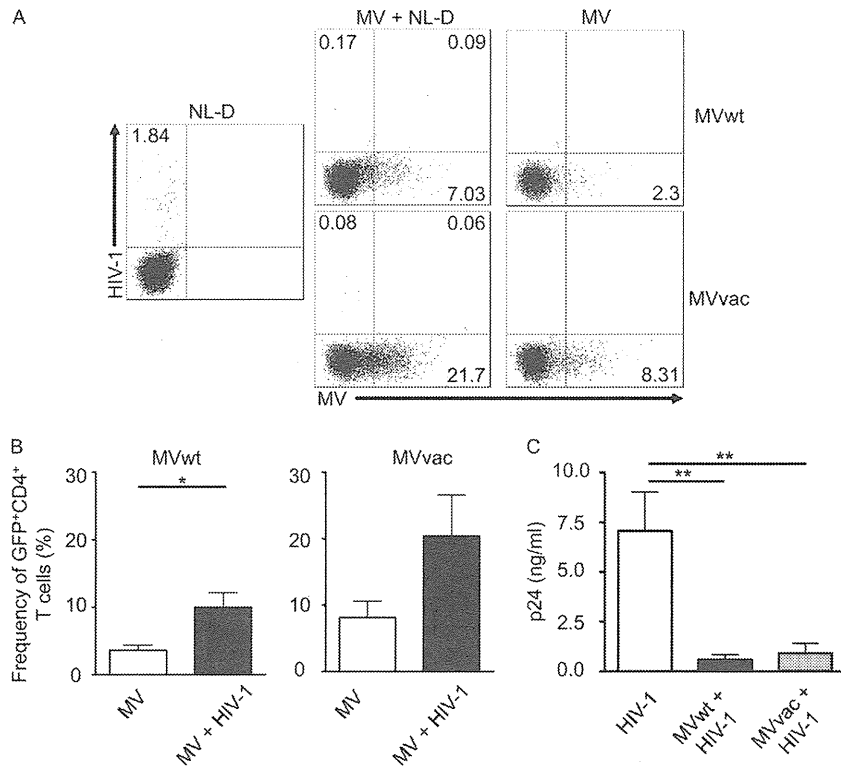 A
MV + NL-D
MV
NL-D
0.17
0.09
7.03
2.3
MVwt
1.84
HIV-1
0.08
0.06
21.7
8.31
MVvac
MV
B
MVwt
MVvac
Frequency of GFP⁺CD4⁺
T cells (%)
30
20
10
0
*
MV
MV + HIV-1
30
20
10
0
MV
MV + HIV-1
C
p24 (ng/ml)
10.0
7.5
5.0
2.5
0.0
**
**
HIV-1
MVwt +
HIV-1
MVvac +
HIV-1